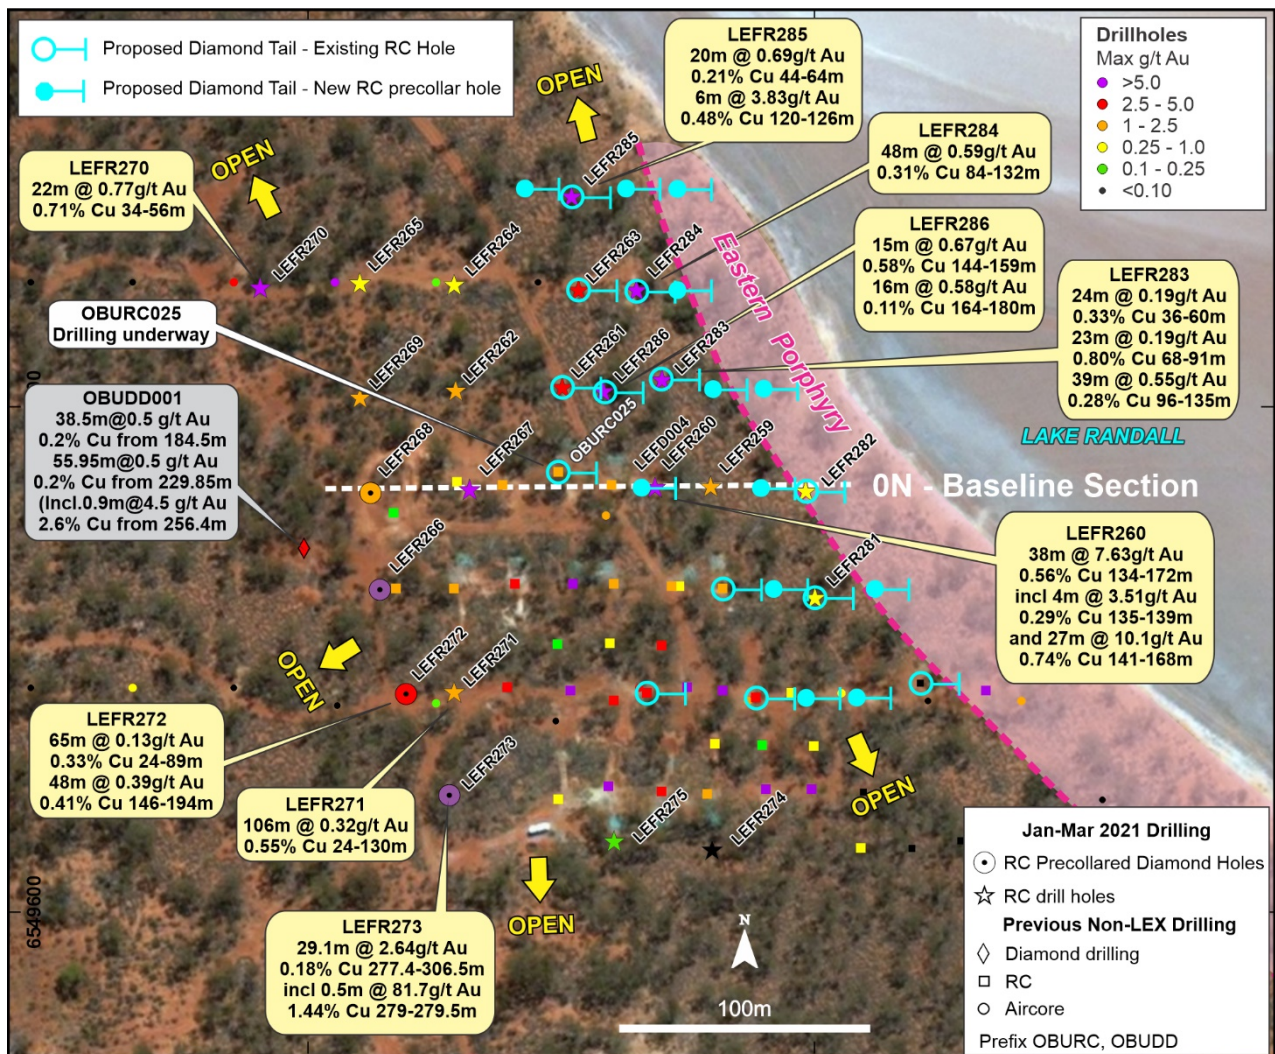 Proposed Diamond Tail - Existing RC Hole
Proposed Diamond Tail - New RC precollar hole
LEFR285
20m @ 0.69g/t Au
0.21% Cu 44-64m
6m @ 3.83g/t Au
0.48% Cu 120-126m
Drillholes
Max g/t Au
>5.0
2.5 - 5.0
1 - 2.5
0.25 - 1.0
0.1 - 0.25
<0.10
OPEN
OPEN
LEFR284
48m @ 0.59g/t Au
0.31% Cu 84-132m
LEFR270
22m @ 0.77g/t Au
0.71% Cu 34-56m
LEFR286
15m @ 0.67g/t Au
0.58% Cu 144-159m
16m @ 0.58g/t Au
0.11% Cu 164-180m
LEFR283
24m @ 0.19g/t Au
0.33% Cu 36-60m
23m @ 0.19g/t Au
0.80% Cu 68-91m
39m @ 0.55g/t Au
0.28% Cu 96-135m
LEFR285
LEFR270
LEFR265
LEFR264
LEFR263
LEFR284
Eastern Porphyry
OBURC025
Drilling underway
LEFR269
LEFR262
LEFR261
LEFR286
LEFR283
OBUDD001
38.5m@0.5 g/t Au
0.2% Cu from 184.5m
55.95m@0.5 g/t Au
0.2% Cu from 229.85m
(Incl.0.9m@4.5 g/t Au
2.6% Cu from 256.4m)
LAKE RANDALL
LEFR268
LEFR267
OBURC025
LEFD004
LEFR260
LEFR259
LEFR282
0N - Baseline Section
LEFR266
LEFR281
LEFR260
38m @ 7.63g/t Au
0.56% Cu 134-172m
incl 4m @ 3.51g/t Au
0.29% Cu 135-139m
and 27m @ 10.1g/t Au
0.74% Cu 141-168m
OPEN
LEFR272
LEFR271
LEFR272
65m @ 0.13g/t Au
0.33% Cu 24-89m
48m @ 0.39g/t Au
0.41% Cu 146-194m
LEFR273
OPEN
LEFR271
106m @ 0.32g/t Au
0.55% Cu 24-130m
LEFR275
LEFR274
OPEN
6549600
LEFR273
29.1m @ 2.64g/t Au
0.18% Cu 277.4-306.5m
incl 0.5m @ 81.7g/t Au
1.44% Cu 279-279.5m
N
100m
Jan-Mar 2021 Drilling
RC Precollared Diamond Holes
RC drill holes
Previous Non-LEX Drilling
Diamond drilling
RC
Aircore
Prefix OBURC, OBUDD